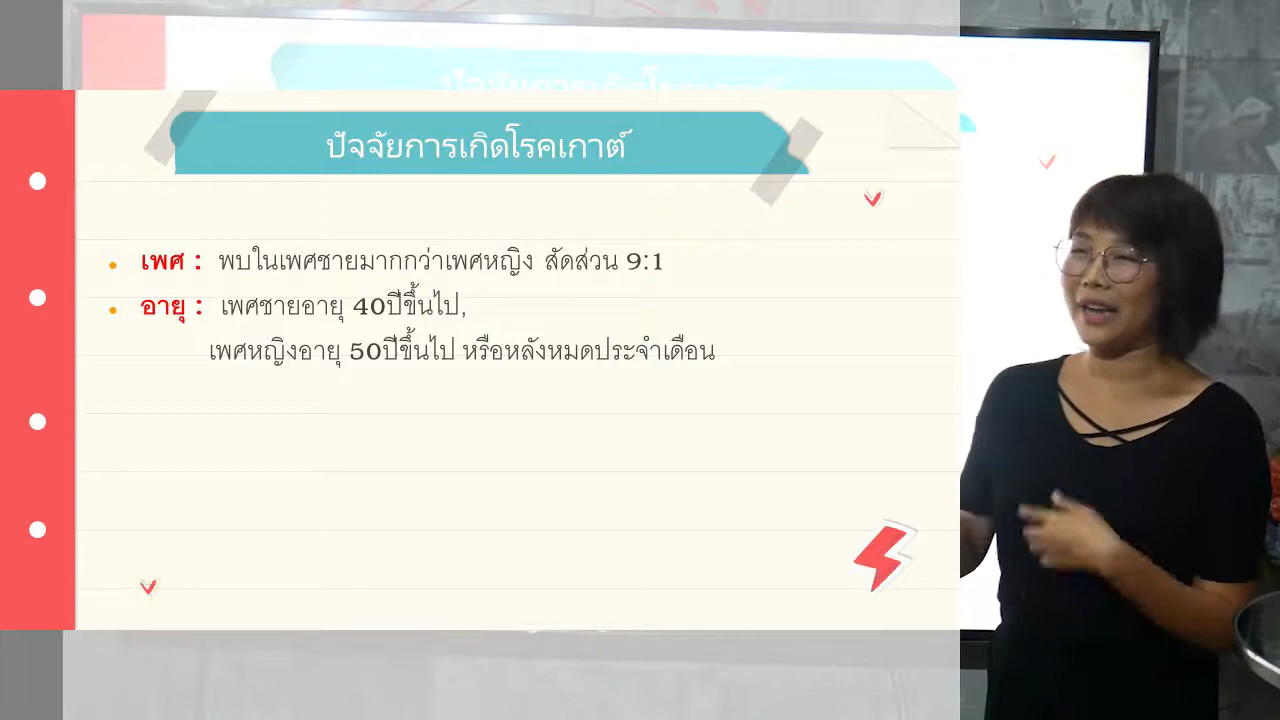 ปัจจัยการเกิดโรคเกาต์
เพศ : พบในเพศชายมากกว่าเพศหญิง สัดส่วน 9:1
อายุ : เพศชายอายุ 40ปีขึ้นไป,
เพศหญิงอายุ 50ปีขึ้นไป หรือหลังหมดประจำเดือน